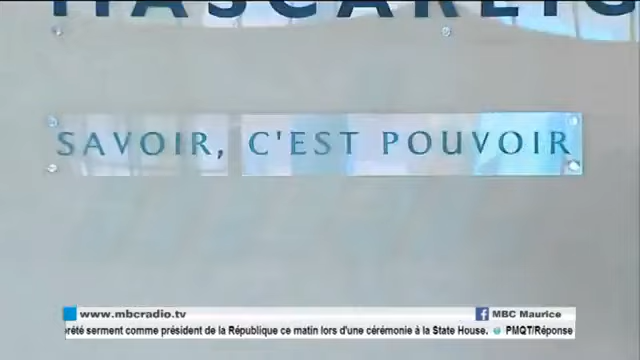 SAVOIR, C'EST POUVOIR
www.mbcradio.tv MBC Maurice
serment comme président de la République ce matin lors d'une cérémonie à la State House. PMQT/Réponse